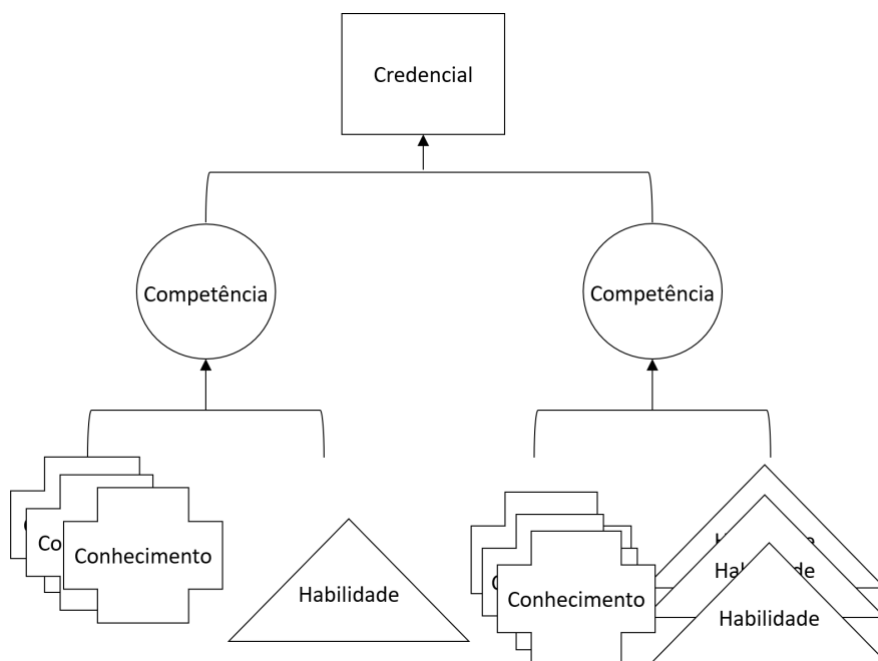 Credencial
Competência
Competência
Conhecimento
Habilidade
Conhecimento
Habilidade
Habilidade